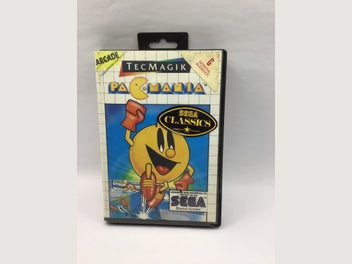 ARCADE
TECMAGIK
PAC-MANIA
SEGA
CLASSICS
SEGA